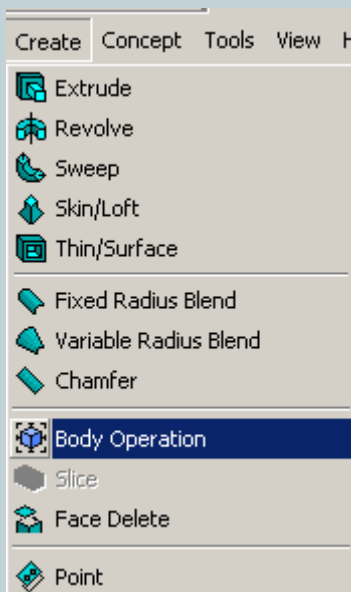 Create Concept Tools View
Extrude
Revolve
Sweep
Skin/Loft
Thin/Surface
Fixed Radius Blend
Variable Radius Blend
Chamfer
Body Operation
Slice
Face Delete
Point